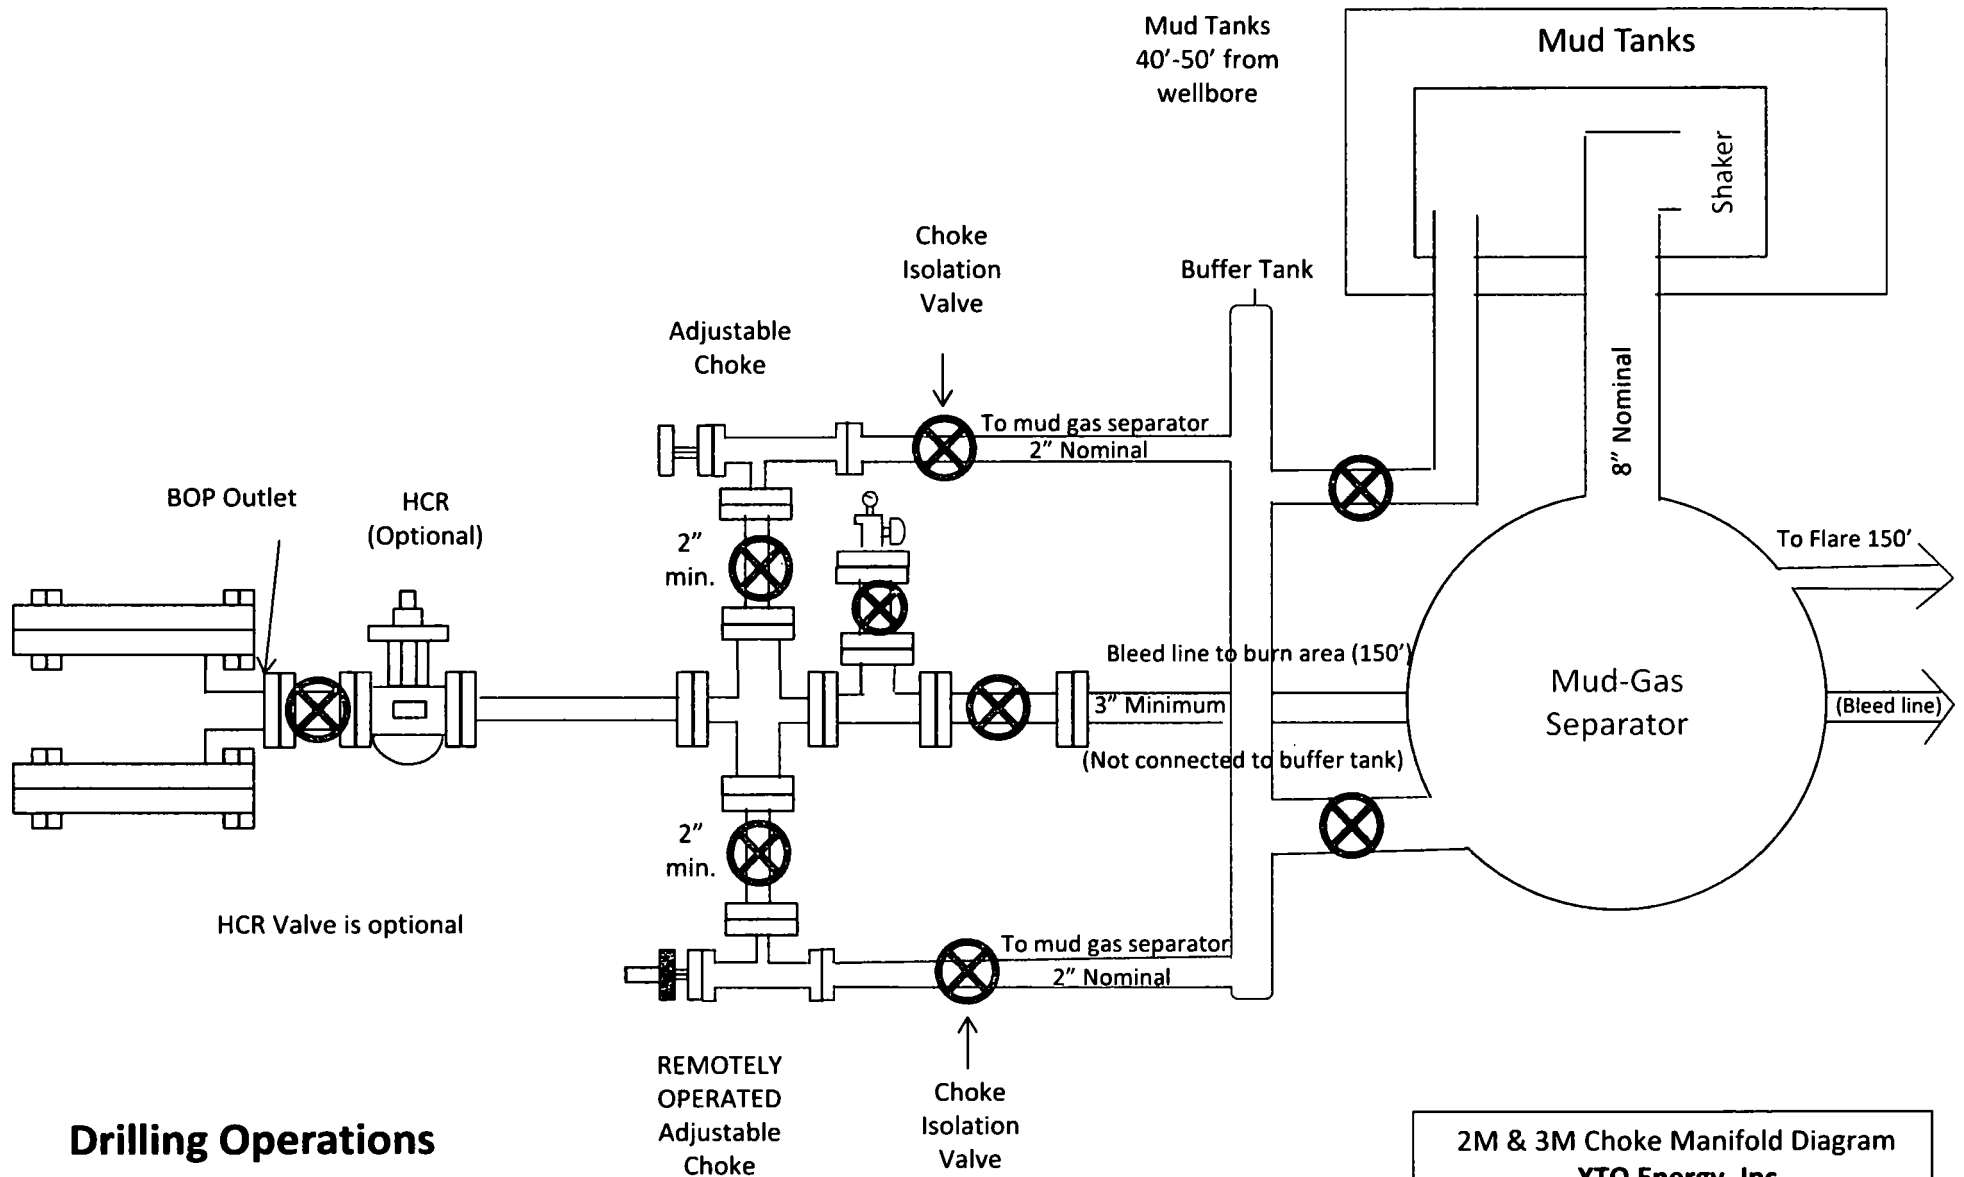 Mud Tanks
40'-50' from
wellbore
Mud Tanks
Shaker
Choke
Isolation
Valve
Buffer Tank
Adjustable
Choke
8” Nominal
To mud gas separator
2” Nominal
BOP Outlet
HCR
(Optional)
2”
min.
To Flare 150'
Bleed line to burn area (150')
3” Minimum
(Not connected to buffer tank)
Mud-Gas
Separator
(Bleed line)
2”
min.
HCR Valve is optional
To mud gas separator
2” Nominal
REMOTELY
OPERATED
Adjustable
Choke
Choke
Isolation
Valve
Drilling Operations
2M & 3M Choke Manifold Diagram
XTO Energy, Inc.